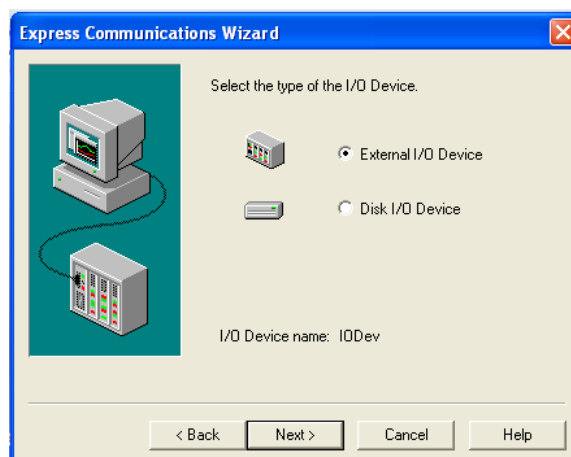 Express Communications Wizard
Select the type of the I/O Device.
External I/O Device
Disk I/O Device
I/O Device name: IODev
< Back Next > Cancel Help